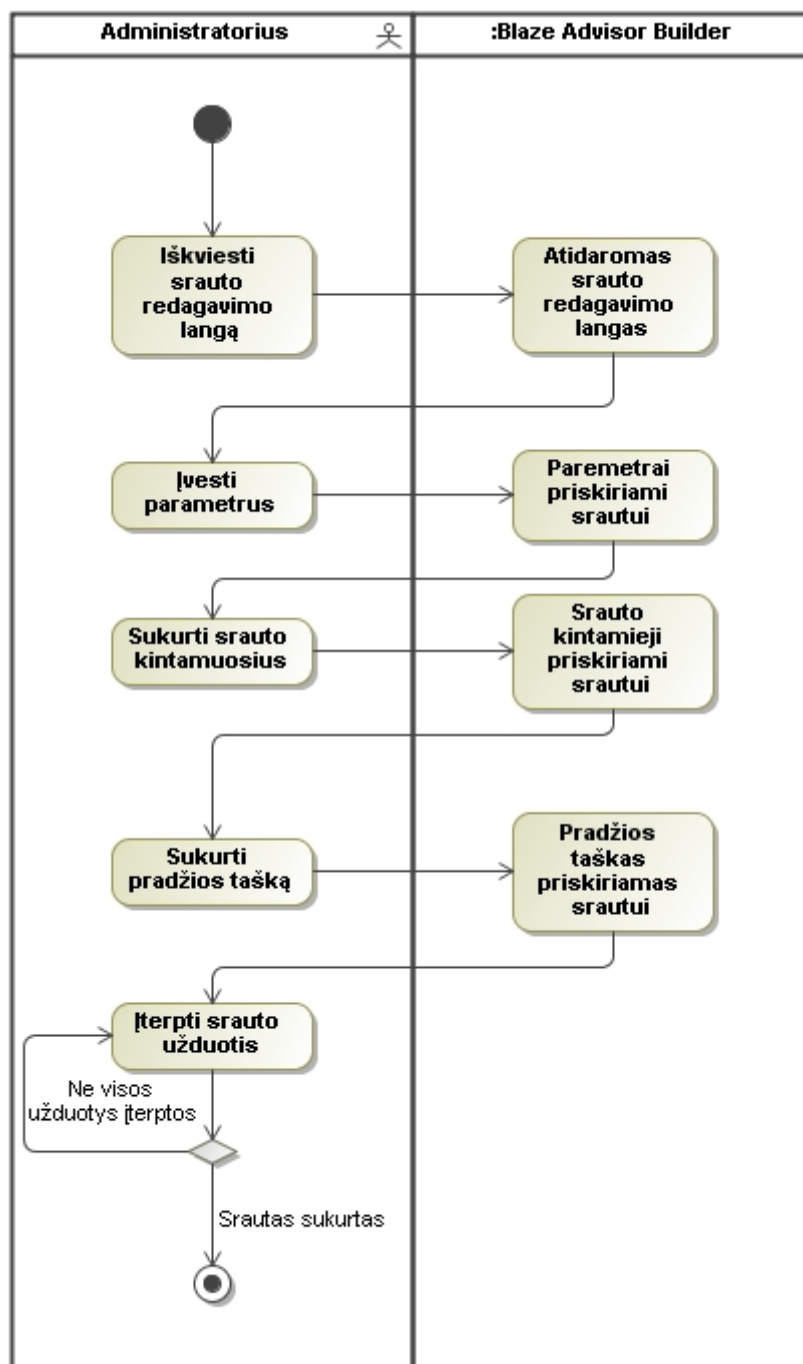 Administratorius
:Blaze Advisor Builder
Iškviesti
srauto
redagavimo
langą
Atidaromas
srauto
redagavimo
langas
Įvesti
parametrus
Paremetrai
priskiriami
srautui
Sukurti srauto
kintamuosius
Srauto
kintamieji
priskiriami
srautui
Sukurti
pradžios tašką
Pradžios
taškas
priskiriamas
srautui
Įterpti srauto
užduotis
Ne visos
užduotys įterptos
Srautas sukurtas